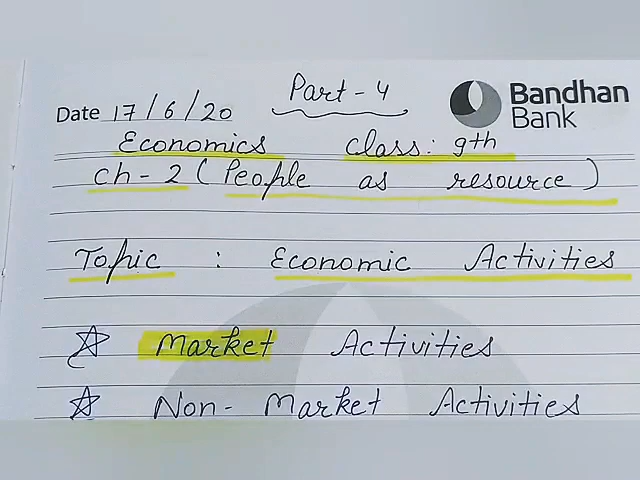 Part - 4
Bandhan
Bank
Date 17/6/20
Economics class: 9th
Ch - 2 (People as resource)
Topic : Economic Activities
☆ Market Activities
☆ Non - Market Activities